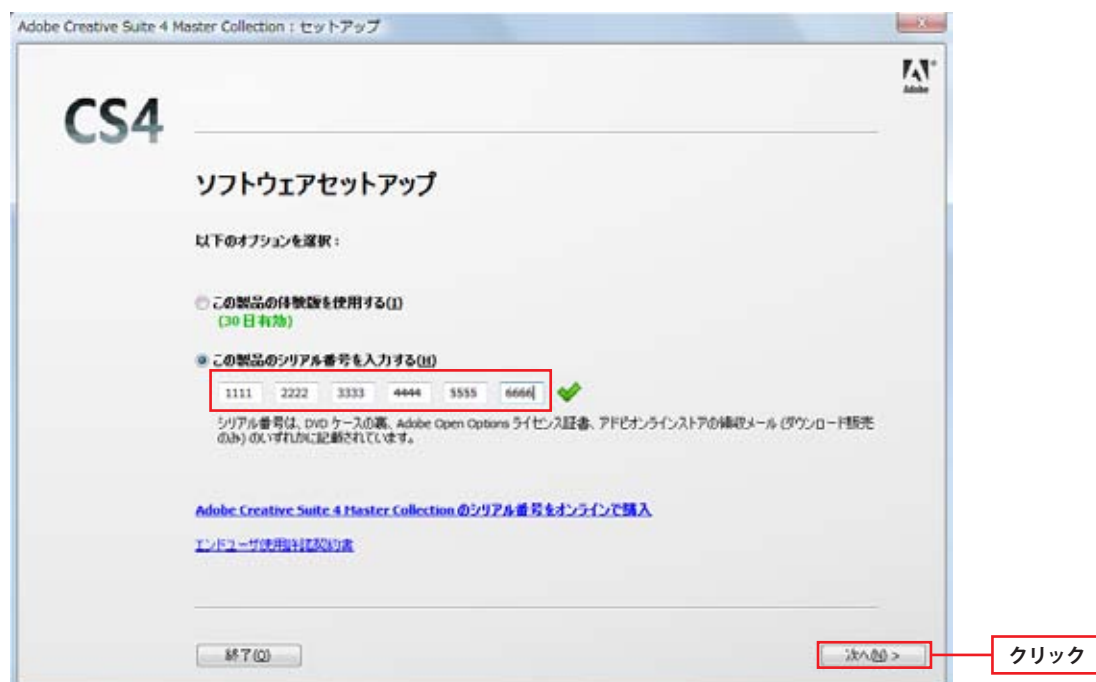 Adobe Creative Suite 4 Master Collection : セットアップ
Adobe
CS4
ソフトウェアセットアップ
以下のオプションを選択 :
この製品の体験版を使用する(I)
(30 日有効)
この製品のシリアル番号を入力する(H)
1111 2222 3333 4444 5555 6666
シリアル番号は、DVD ケースの裏、Adobe Open Options ライセンス証書、アドビオンラインストアの領収メール (ダウンロード販売
のみ) のいずれかに記載されています。
Adobe Creative Suite 4 Master Collection のシリアル番号をオンラインで購入
エンドユーザ使用許諾契約書
終了(Q)
次へ(N) >
クリック